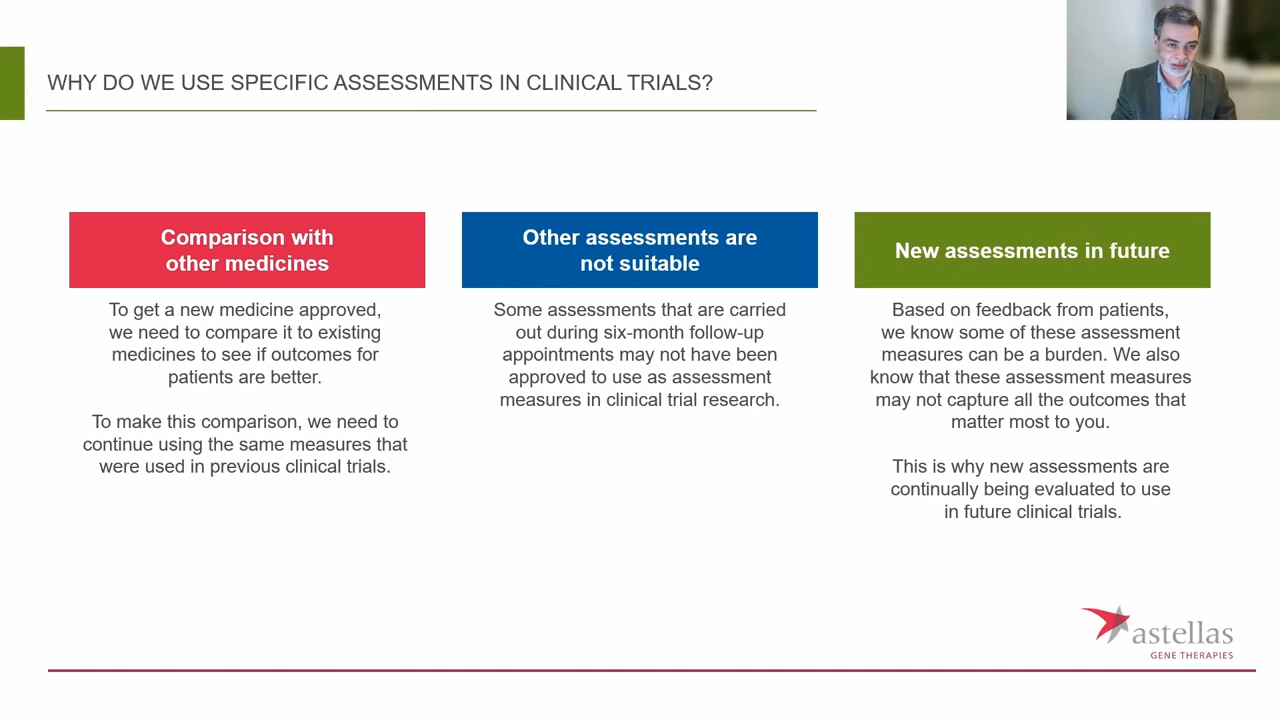 WHY DO WE USE SPECIFIC ASSESSMENTS IN CLINICAL TRIALS?
Comparison with
other medicines
To get a new medicine approved,
we need to compare it to existing
medicines to see if outcomes for
patients are better.
To make this comparison, we need to
continue using the same measures that
were used in previous clinical trials.
Other assessments are
not suitable
Some assessments that are carried
out during six-month follow-up
appointments may not have been
approved to use as assessment
measures in clinical trial research.
New assessments in future
Based on feedback from patients,
we know some of these assessment
measures can be a burden. We also
know that these assessment measures
may not capture all the outcomes that
matter most to you.
This is why new assessments are
continually being evaluated to use
in future clinical trials.
astellas
GENE THERAPIES